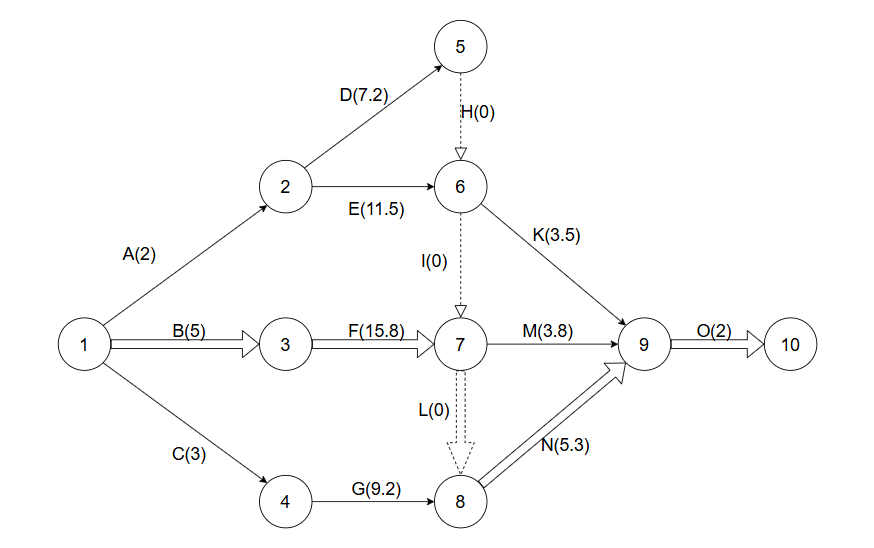 5
D(7.2)
H(0)
2
6
E(11.5)
K(3.5)
A(2)
I(0)
1
B(5)
3
F(15.8)
7
M(3.8)
9
O(2)
10
L(0)
C(3)
N(5.3)
4
G(9.2)
8